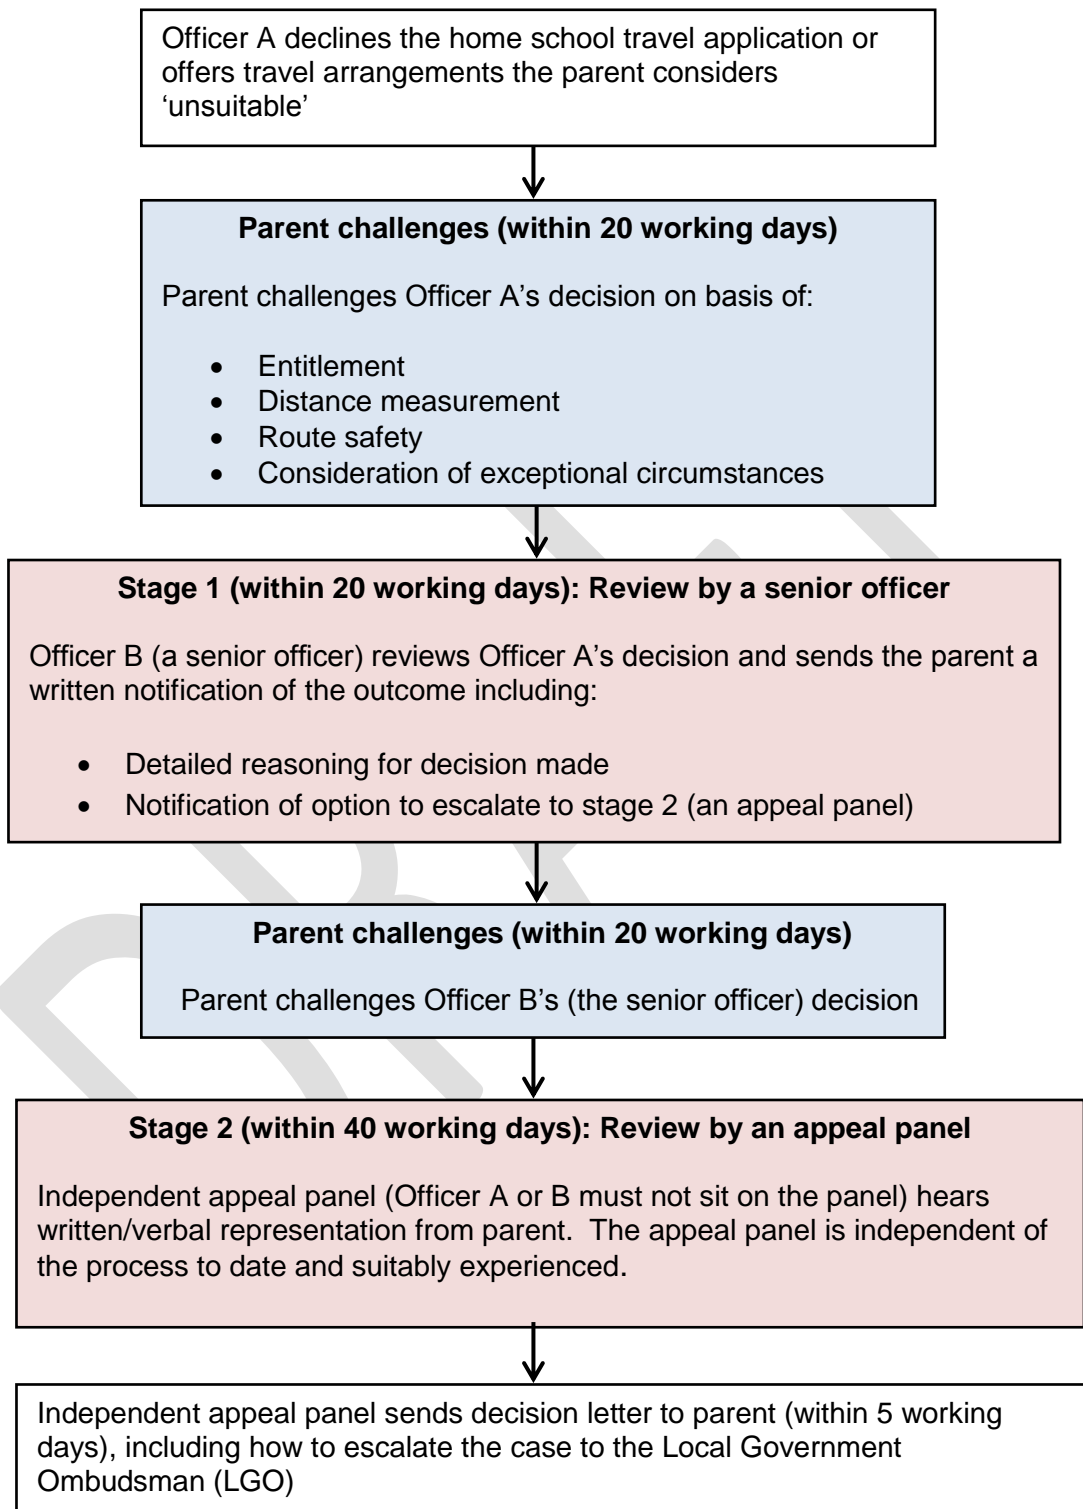 Officer A declines the home school travel application or
offers travel arrangements the parent considers
‘unsuitable’
Parent challenges (within 20 working days)
Parent challenges Officer A’s decision on basis of:
• Entitlement
• Distance measurement
• Route safety
• Consideration of exceptional circumstances
Stage 1 (within 20 working days): Review by a senior officer
Officer B (a senior officer) reviews Officer A’s decision and sends the parent a
written notification of the outcome including:
• Detailed reasoning for decision made
• Notification of option to escalate to stage 2 (an appeal panel)
Parent challenges (within 20 working days)
Parent challenges Officer B’s (the senior officer) decision
Stage 2 (within 40 working days): Review by an appeal panel
Independent appeal panel (Officer A or B must not sit on the panel) hears
written/verbal representation from parent.  The appeal panel is independent of
the process to date and suitably experienced.
Independent appeal panel sends decision letter to parent (within 5 working
days), including how to escalate the case to the Local Government
Ombudsman (LGO)
DRAFT